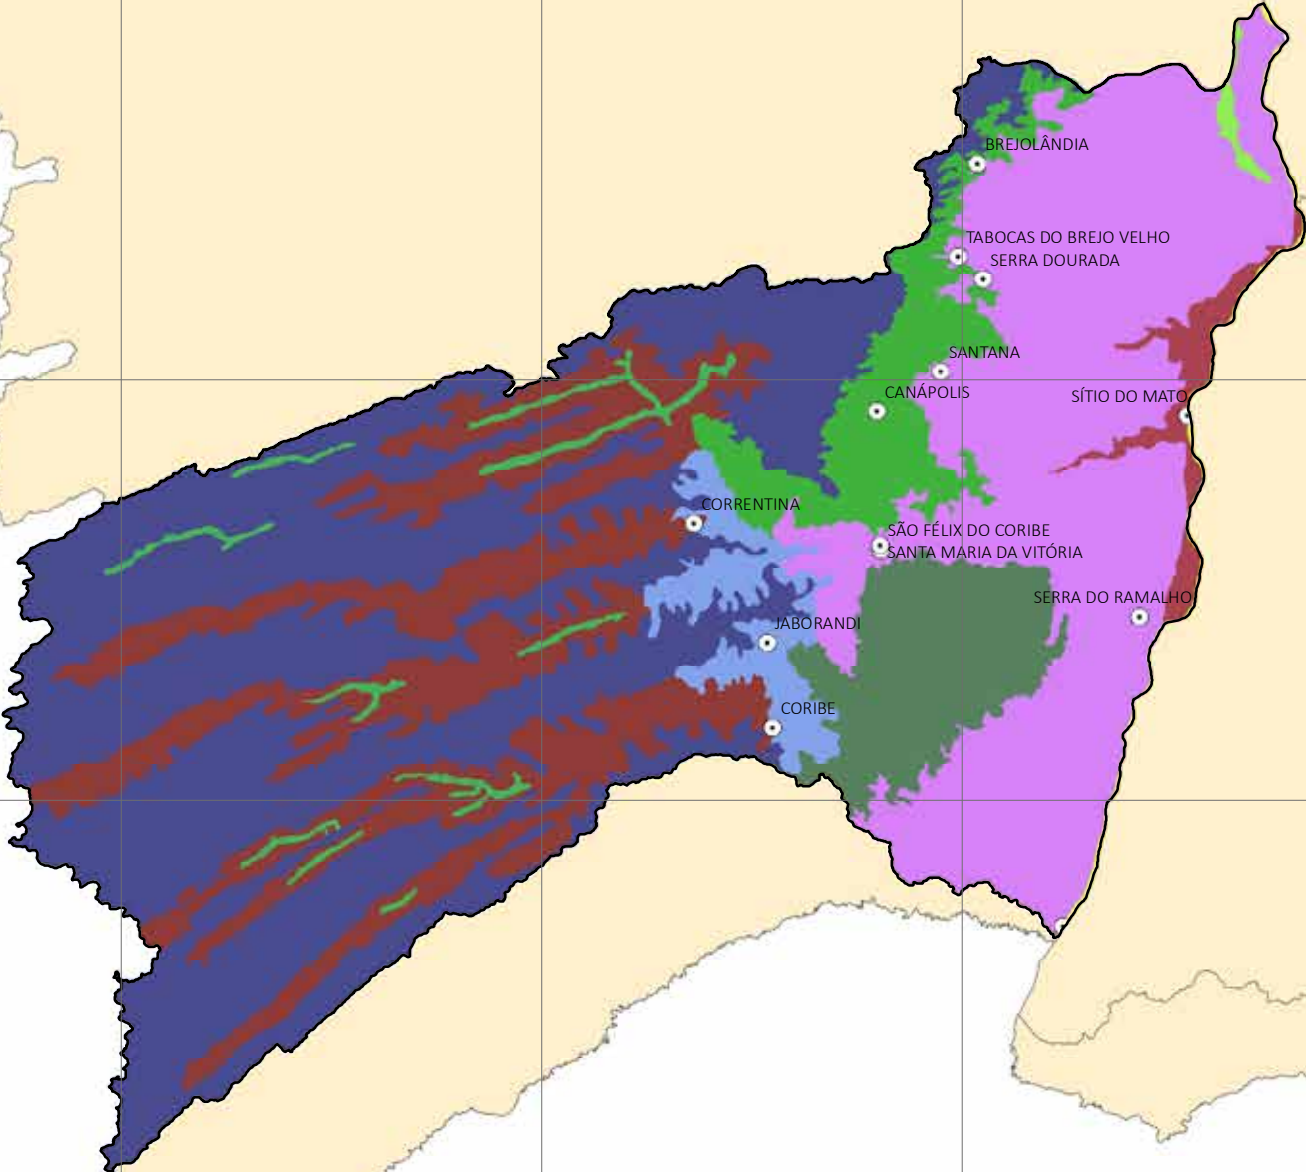 BREJOLÂNDIA
TABOCAS DO BREJO VELHO
SERRA DOURADA
SANTANA
CANÁPOLIS
SÍTIO DO MATO
CORRENTINA
SÃO FÉLIX DO CORIBE
SANTA MARIA DA VITÓRIA
SERRA DO RAMALHO
JABORANDI
CORIBE